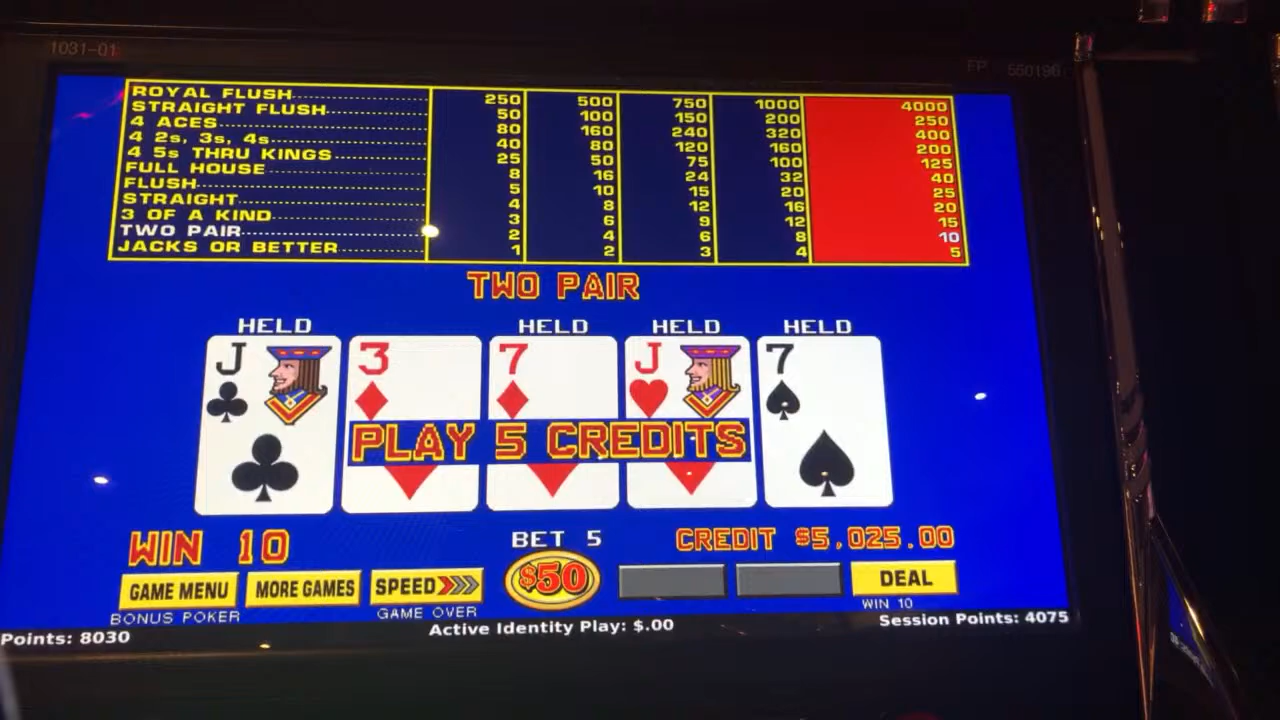 1031-01
FP 550190
ROYAL FLUSH 250 500 750 1000 4000
STRAIGHT FLUSH 50 100 150 200 250
4 ACES 80 160 240 320 400
4 2s, 3s, 4s 40 80 120 160 200
4 5s THRU KINGS 25 50 75 100 125
FULL HOUSE 8 16 24 32 40
FLUSH 5 10 15 20 25
STRAIGHT 4 8 12 16 20
3 OF A KIND 3 6 9 12 15
TWO PAIR 2 4 6 8 10
JACKS OR BETTER 1 2 3 4 5
TWO PAIR
HELD HELD HELD HELD
J 3 7 J 7
PLAY 5 CREDITS
WIN 10 BET 5 CREDIT $5,025.00
GAME MENU MORE GAMES SPEED $50 DEAL
BONUS POKER GAME OVER WIN 10
Points: 8030 Active Identity Play: $.00 Session Points: 4075